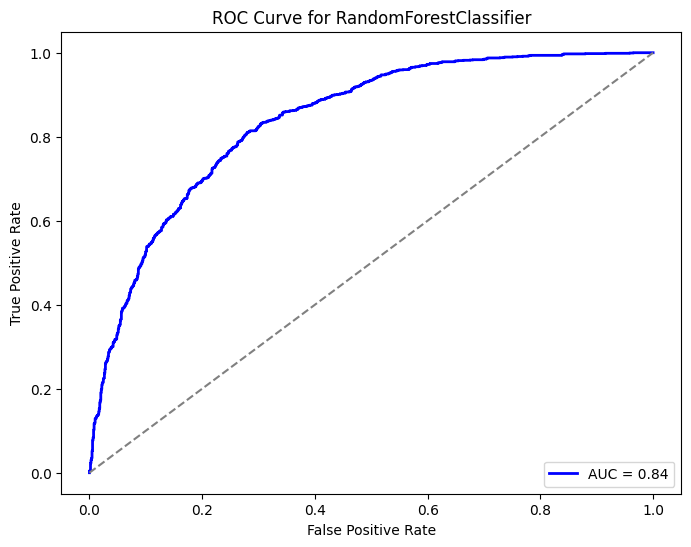 ROC Curve for RandomForestClassifier
True Positive Rate
1.0
0.8
0.6
0.4
0.2
0.0
AUC = 0.84
0.0 0.2 0.4 0.6 0.8 1.0
False Positive Rate